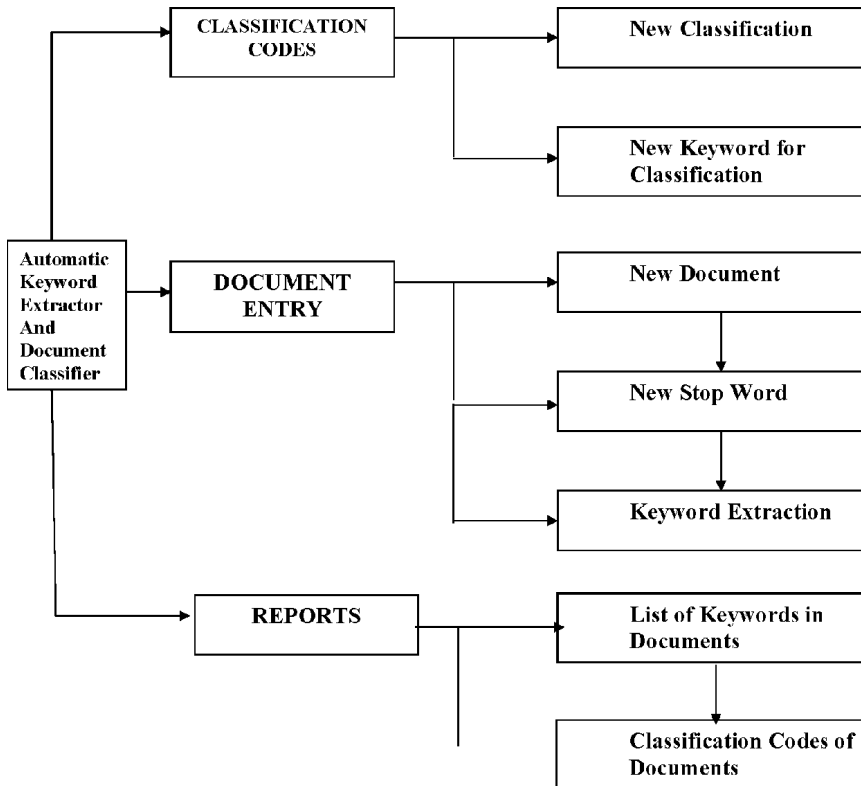 CLASSIFICATION
CODES
New Classification
New Keyword for
Classification
Automatic
Keyword
Extractor
And
Document
Classifier
DOCUMENT
ENTRY
New Document
New Stop Word
Keyword Extraction
REPORTS
List of Keywords in
Documents
Classification Codes of
Documents